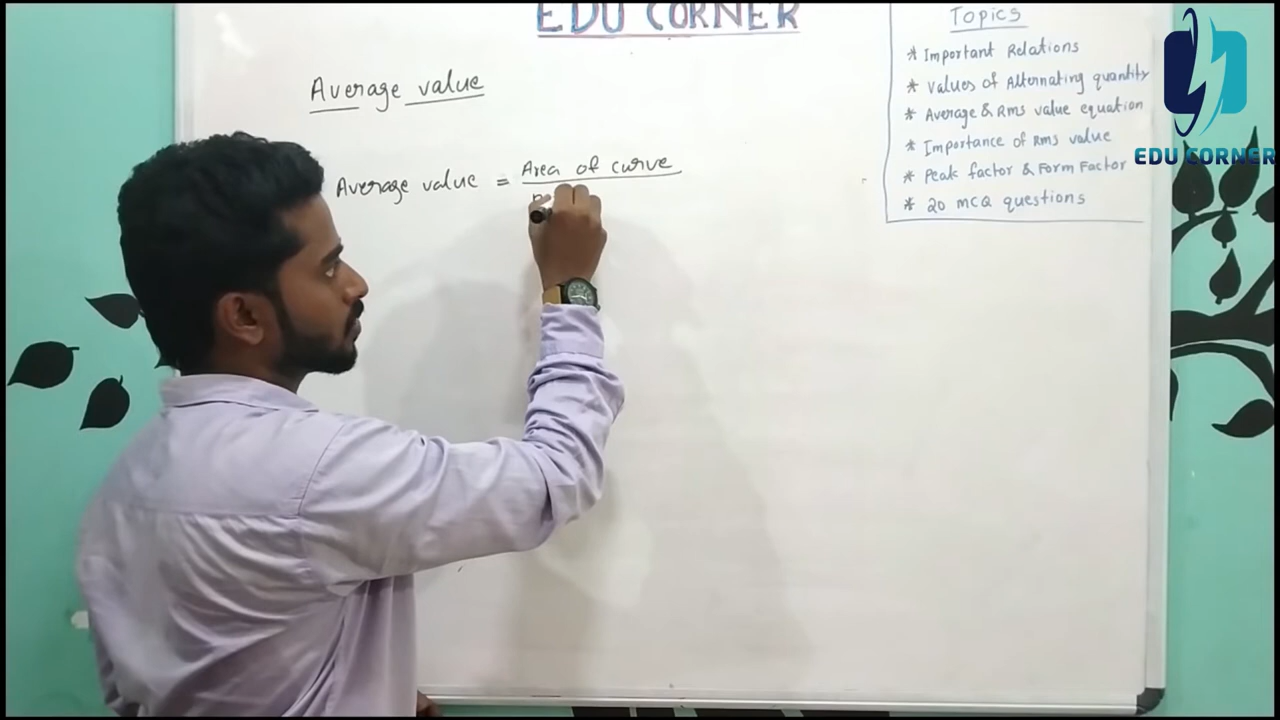 EDU CORNER
Average value
Average value = Area of curve
Topics
* Important Relations
* Values of Alternating quantity
* Average & Rms value equation
* Importance of Rms value
* Peak factor & Form Factor
* 20 MCQ questions
EDU CORNER